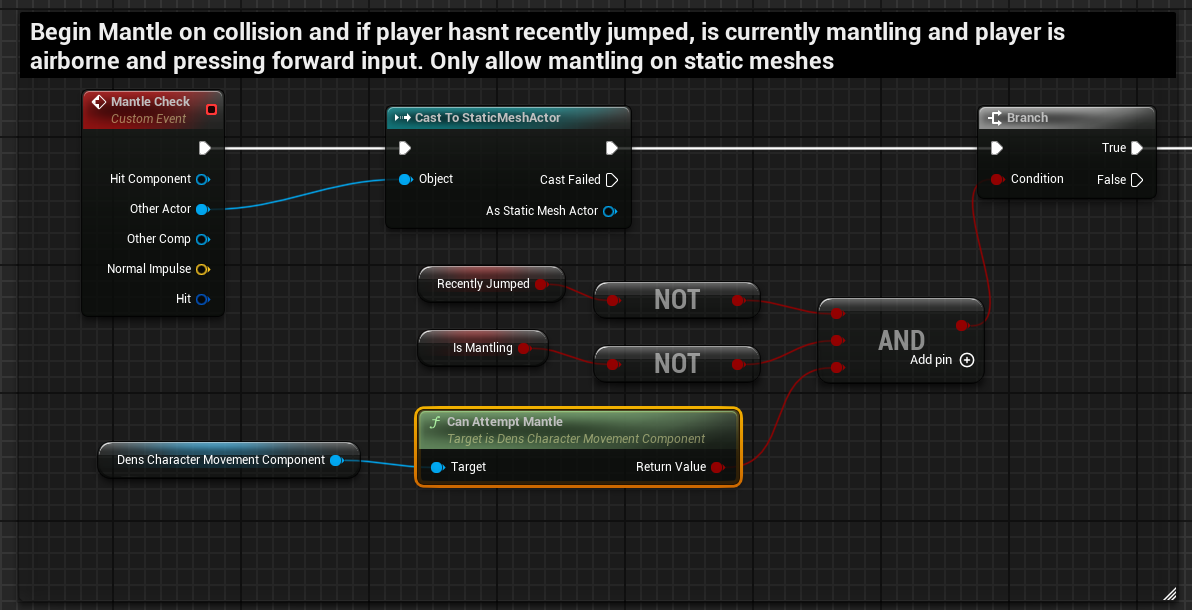 Begin Mantle on collision and if player hasnt recently jumped, is currently mantling and player is
airborne and pressing forward input. Only allow mantling on static meshes
Mantle Check
Custom Event
Hit Component
Other Actor
Other Comp
Normal Impulse
Hit
Cast To StaticMeshActor
Object
Cast Failed
As Static Mesh Actor
Branch
True
Condition
False
Recently Jumped
NOT
Is Mantling
NOT
AND
Add pin
Dens Character Movement Component
f Can Attempt Mantle
Target is Dens Character Movement Component
Target
Return Value